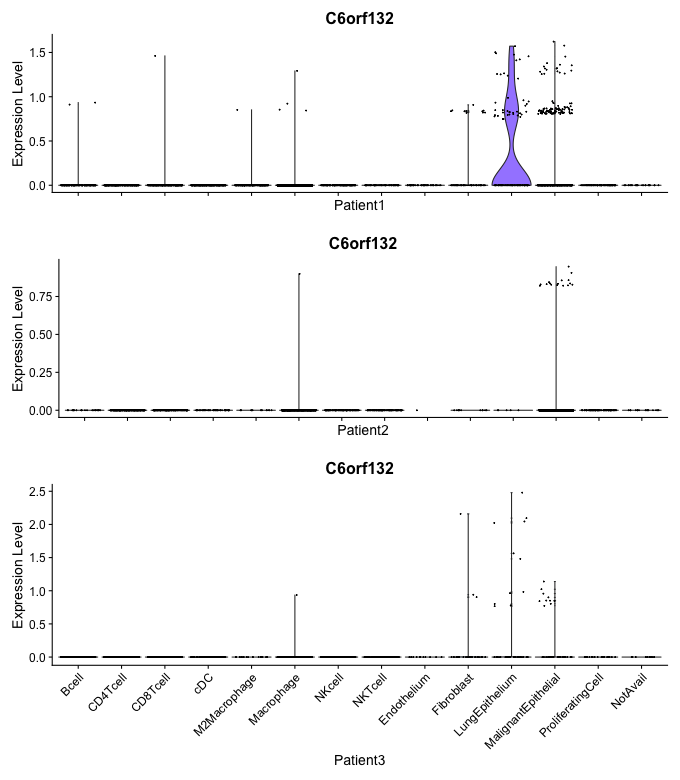 C6orf132
Expression Level
1.5
1.0
0.5
0.0
Patient1
C6orf132
Expression Level
0.75
0.50
0.25
0.00
Patient2
C6orf132
Expression Level
2.5
2.0
1.5
1.0
0.5
0.0
Bcell
CD4Tcell
CD8Tcell
cDC
M2Macrophage
Macrophage
NKcell
NKTcell
Endothelium
Fibroblast
LungEpithelium
MalignantEpithelial
ProliferatingCell
NotAvail
Patient3